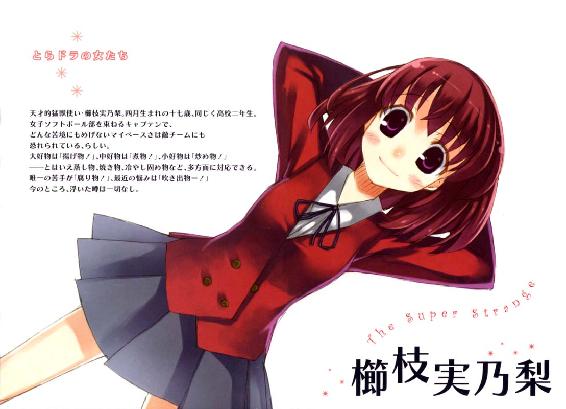 とらドラの女たち
天才的猛獣使い・櫛枝実乃梨。四月生まれの十七歳、同じく高校二年生。
女子ソフトボール部を束ねるキャプテンで、
どんな苦境にもめげないマイペースさは敵チームにも
恐れられている、らしい。
大好物は「揚げ物！」、中好物は「煮物！」、小好物は「炒め物！」
――とはいえ蒸し物、焼き物、冷やし固め物など、多方面に対応できる。
唯一の苦手が「腐り物！」、最近の悩みは「吹き出物ー！」
今のところ、浮いた噂は一切なし。
The Super Strange
櫛枝実乃梨